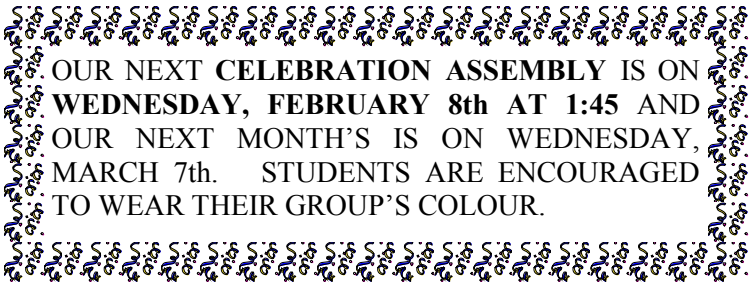 OUR NEXT CELEBRATION ASSEMBLY IS ON
WEDNESDAY, FEBRUARY 8th AT 1:45 AND
OUR NEXT MONTH'S IS ON WEDNESDAY,
MARCH 7th. STUDENTS ARE ENCOURAGED
TO WEAR THEIR GROUP'S COLOUR.